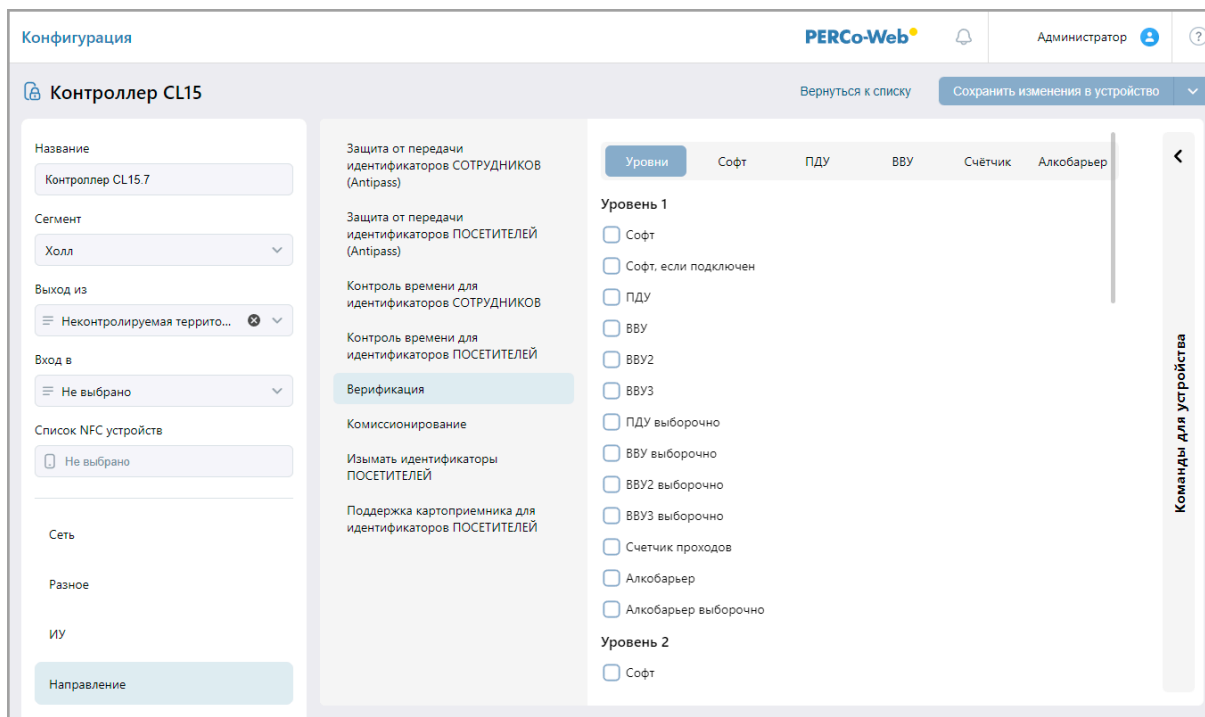 Конфигурация
PERCo-Web
Администратор
?
Контроллер CL15
Вернуться к списку
Сохранить изменения в устройство
Название
Контроллер CL15.7
Сегмент
Холл
Выход из
Неконтролируемая террито...
Вход в
Не выбрано
Список NFC устройств
Не выбрано
Сеть
Разное
ИУ
Направление
Защита от передачи
идентификаторов СОТРУДНИКОВ
(Antipass)
Защита от передачи
идентификаторов ПОСЕТИТЕЛЕЙ
(Antipass)
Контроль времени для
идентификаторов СОТРУДНИКОВ
Контроль времени для
идентификаторов ПОСЕТИТЕЛЕЙ
Верификация
Комиссионирование
Изымать идентификаторы
ПОСЕТИТЕЛЕЙ
Поддержка картоприемника для
идентификаторов ПОСЕТИТЕЛЕЙ
Уровни
Софт
ПДУ
ВВУ
Счётчик
Алкобарьер
Уровень 1
Софт
Софт, если подключен
ПДУ
ВВУ
ВВУ2
ВВУ3
ПДУ выборочно
ВВУ выборочно
ВВУ2 выборочно
ВВУ3 выборочно
Счетчик проходов
Алкобарьер
Алкобарьер выборочно
Уровень 2
Софт
Команды для устройства